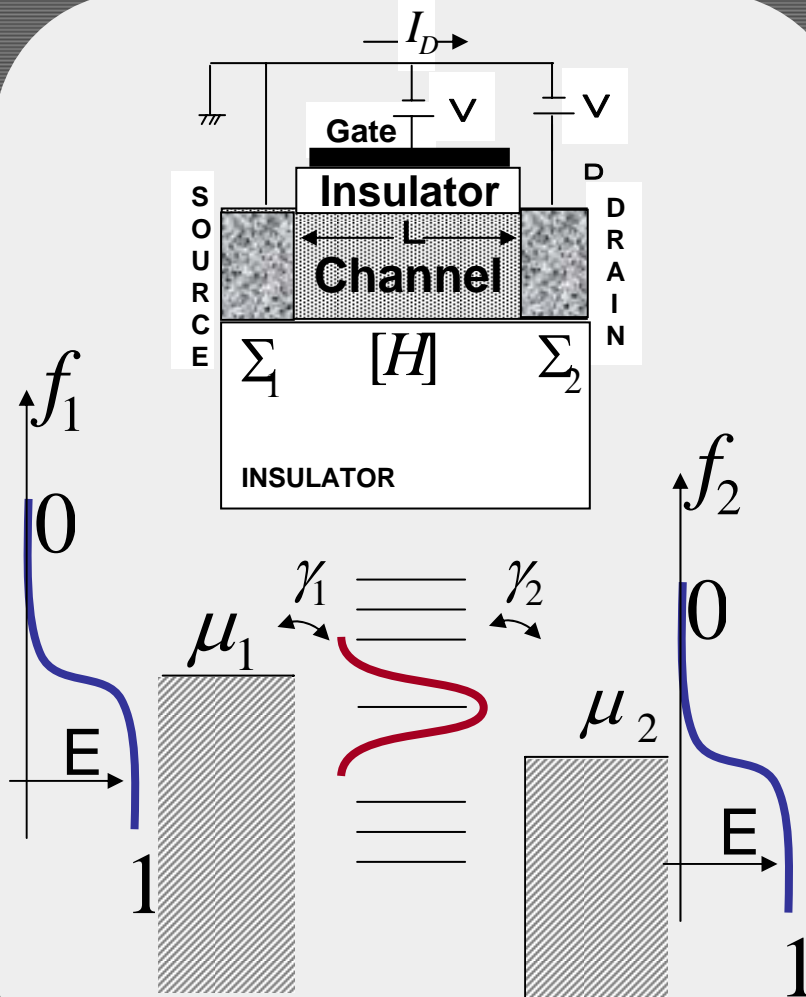 I_D
V
V
Gate
D
Insulator
SOURCE
DRAIN
L
Channel
Σ₁ [H] Σ₂
f₁
INSULATOR
f₂
0
γ₁ γ₂
0
μ₁
μ₂
E
E
1
1